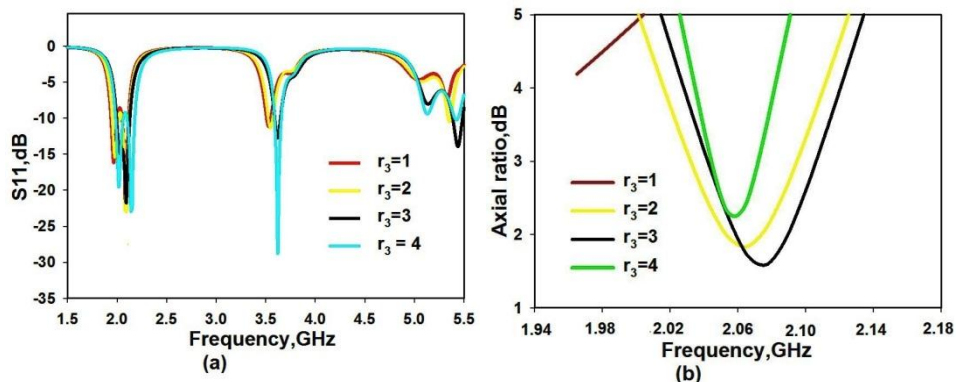 5
0
-5
-10
-15
-20
-25
-30
-35
S11,dB
1.5 2.0 2.5 3.0 3.5 4.0 4.5 5.0 5.5
Frequency,GHz
(a)
r₃=1
r₃=2
r₃=3
r₃ = 4
5
4
3
2
1
Axial ratio,dB
1.94 1.98 2.02 2.06 2.10 2.14 2.18
Frequency,GHz
(b)
r₃=1
r₃=2
r₃=3
r₃=4